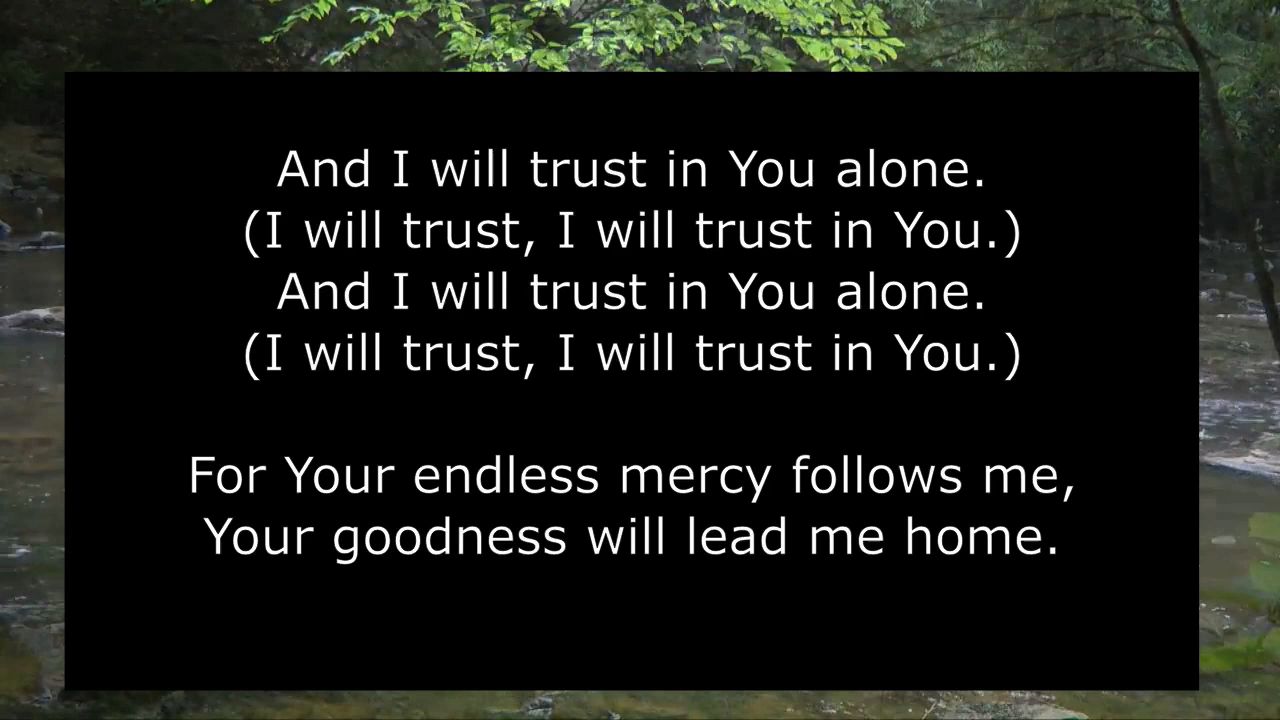 And I will trust in You alone.
(I will trust, I will trust in You.)
And I will trust in You alone.
(I will trust, I will trust in You.)
For Your endless mercy follows me,
Your goodness will lead me home.